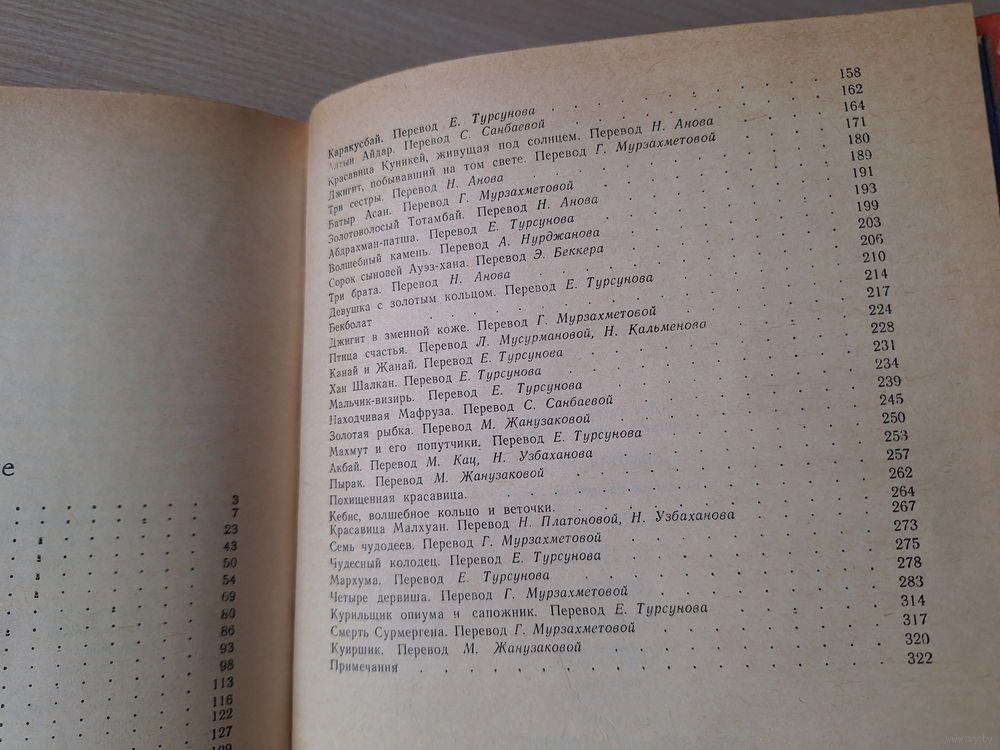 е
3
7
23
43
50
54
69
80
86
93
98
113
116
122
127
Каракусбай. Перевод Е. Турсунова . . . 158
Алтын Айдар. Перевод С. Санбаевой . . . 162
Красавица Куникей, живущая под солнцем. Перевод Н. Анова . . . 164
Джигит, побывавший на том свете. Перевод Г. Мурзахметовой . . . 171
Три сестры. Перевод Н. Анова . . . 180
Батыр Асан. Перевод Г. Мурзахметовой . . . 189
Золотоволосый Тотамбай. Перевод Н. Анова . . . 191
Абдрахман-патша. Перевод Е. Турсунова . . . 193
Волшебный камень. Перевод А. Нурджанова . . . 199
Сорок сыновей Ауэз-хана. Перевод Э. Беккера . . . 203
Три брата. Перевод Н. Анова . . . 206
Девушка с золотым кольцом. Перевод Е. Турсунова . . . 210
Бекболат . . . 214
Джигит в змеиной коже. Перевод Г. Мурзахметовой . . . 217
Птица счастья. Перевод Л. Мусурмановой, Н. Кальменова . . . 224
Канай и Жанай. Перевод Е. Турсунова . . . 228
Хан Шалкан. Перевод Е. Турсунова . . . 231
Мальчик-визирь. Перевод Е. Турсунова . . . 234
Находчивая Мафруза. Перевод С. Санбаевой . . . 239
Золотая рыбка. Перевод М. Жанузаковой . . . 245
Махмут и его попутчики. Перевод Е. Турсунова . . . 250
Акбай. Перевод М. Кац, Н. Узбаханова . . . 253
Пырак. Перевод М. Жанузаковой . . . 257
Похищенная красавица. . . . 262
Кебис, волшебное кольцо и веточки. . . . 264
Красавица Малхуан. Перевод Н. Платоновой, Н. Узбаханова . . . 267
Семь чудодеев. Перевод Г. Мурзахметовой . . . 273
Чудесный колодец. Перевод Е. Турсунова . . . 275
Мархума. Перевод Е. Турсунова . . . 278
Четыре дервиша. Перевод Г. Мурзахметовой . . . 283
Курильщик опиума и сапожник. Перевод Е. Турсунова . . . 314
Смерть Сурмергена. Перевод Г. Мурзахметовой . . . 317
Куиршик. Перевод М. Жанузаковой . . . 320
Примечания . . . 322